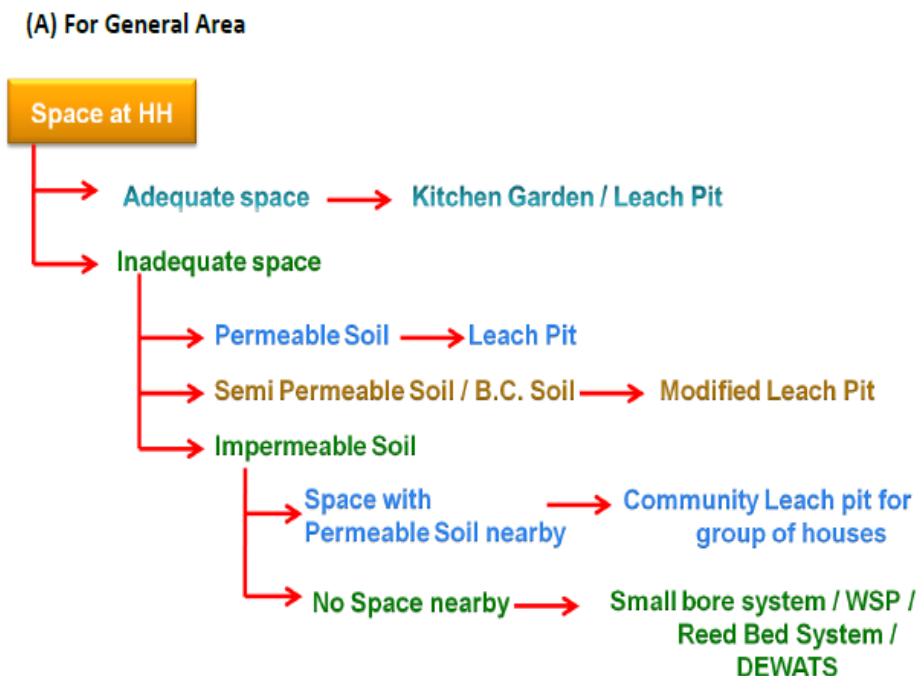 (A) For General Area
Space at HH
Adequate space
Kitchen Garden / Leach Pit
Inadequate space
Permeable Soil
Leach Pit
Semi Permeable Soil / B.C. Soil
Modified Leach Pit
Impermeable Soil
Space with
Permeable Soil nearby
Community Leach pit for
group of houses
No Space nearby
Small bore system / WSP /
Reed Bed System /
DEWATS